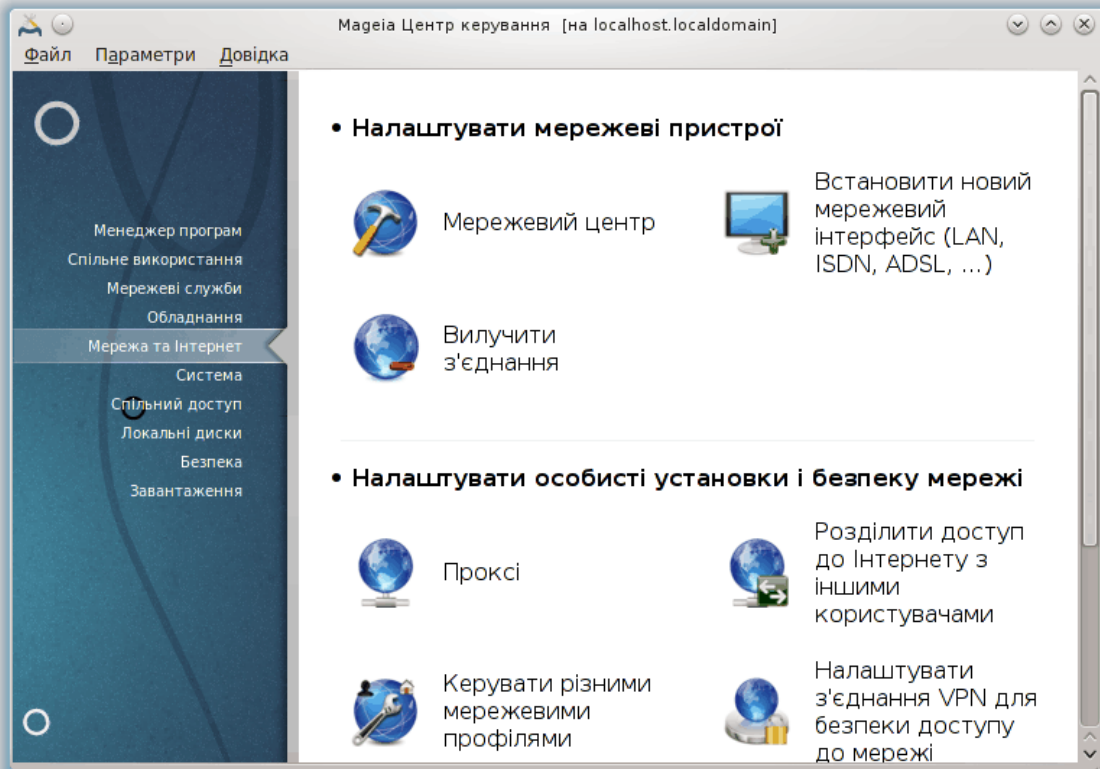 Mageia Центр керування [на localhost.localdomain]
Файл Параметри Довідка
Менеджер програм
Спільне використання
Мережеві служби
Обладнання
Мережа та Інтернет
Система
Спільний доступ
Локальні диски
Безпека
Завантаження
• Налаштувати мережеві пристрої
Мережевий центр
Встановити новий
мережевий
інтерфейс (LAN,
ISDN, ADSL, ...)
Вилучити
з'єднання
• Налаштувати особисті установки і безпеку мережі
Проксі
Розділити доступ
до Інтернету з
іншими
користувачами
Керувати різними
мережевими
профілями
Налаштувати
з'єднання VPN для
безпеки доступу
до мережі